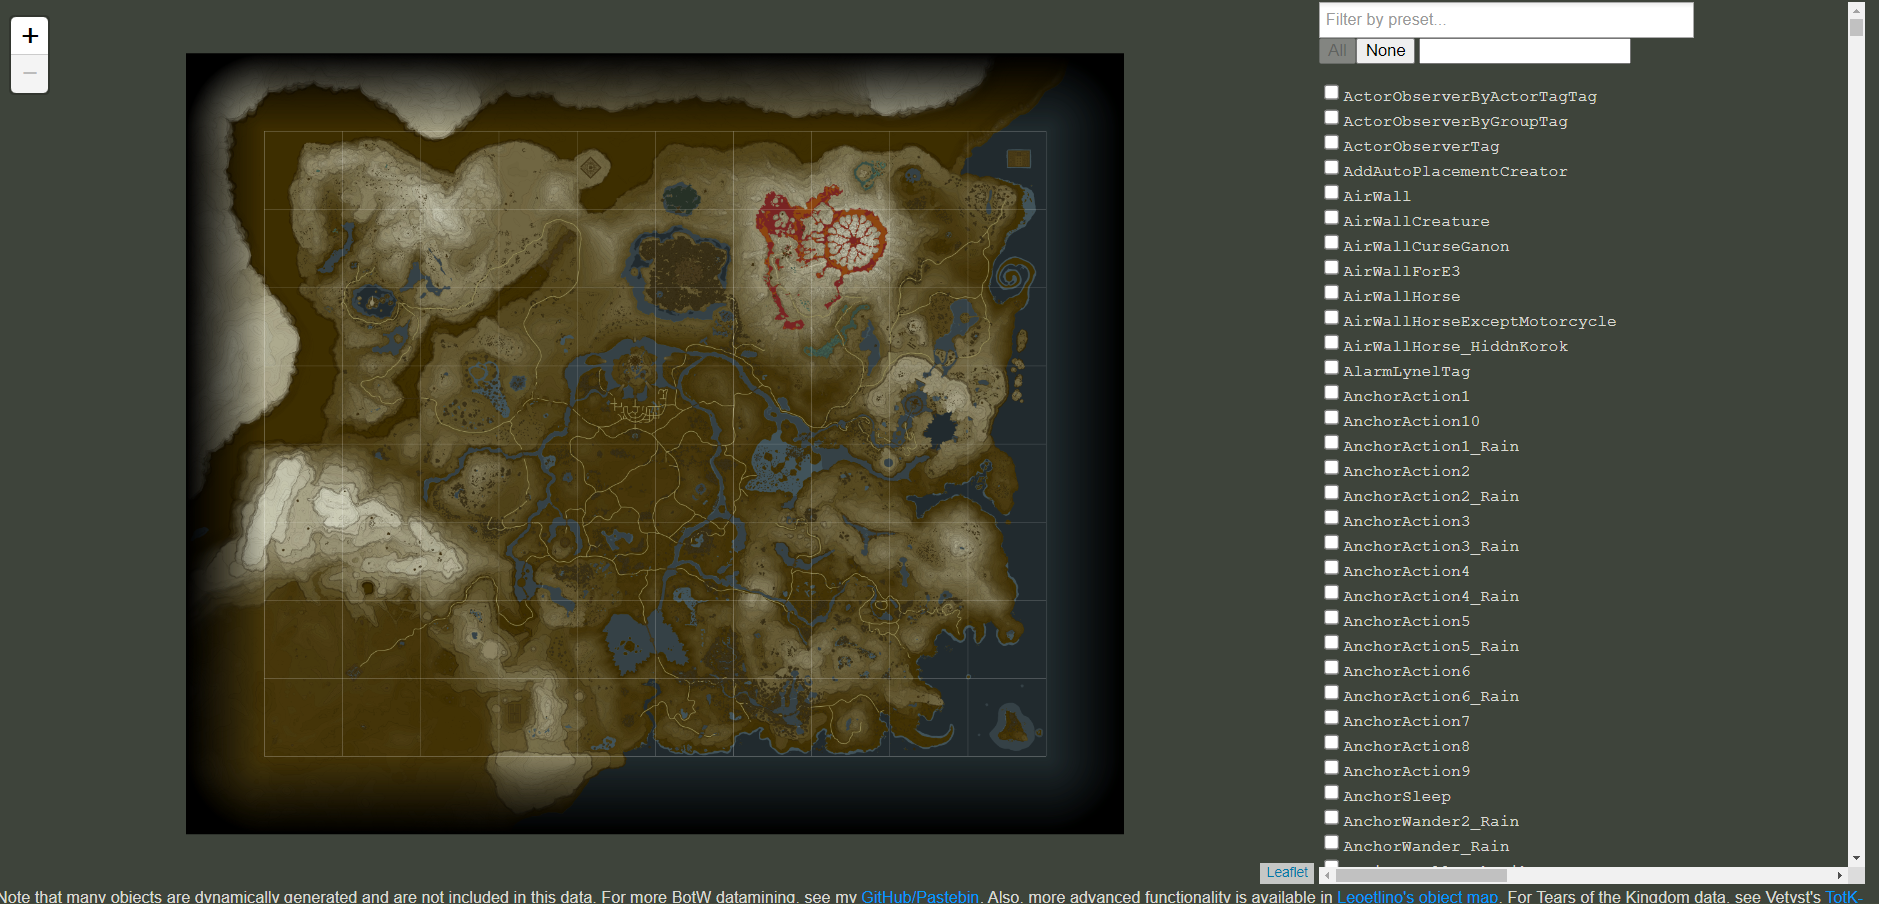 +
−
Filter by preset...
All None
ActorObserverByActorTagTag
ActorObserverByGroupTag
ActorObserverTag
AddAutoPlacementCreator
AirWall
AirWallCreature
AirWallCurseGanon
AirWallForE3
AirWallHorse
AirWallHorseExceptMotorcycle
AirWallHorse_HiddnKorok
AlarmLynelTag
AnchorAction1
AnchorAction10
AnchorAction1_Rain
AnchorAction2
AnchorAction2_Rain
AnchorAction3
AnchorAction3_Rain
AnchorAction4
AnchorAction4_Rain
AnchorAction5
AnchorAction5_Rain
AnchorAction6
AnchorAction6_Rain
AnchorAction7
AnchorAction8
AnchorAction9
AnchorSleep
AnchorWander2_Rain
AnchorWander_Rain
Leaflet
Note that many objects are dynamically generated and are not included in this data. For more BotW datamining, see my GitHub/Pastebin. Also, more advanced functionality is available in Leoetlino's object map. For Tears of the Kingdom data, see Vetyst's TotK-